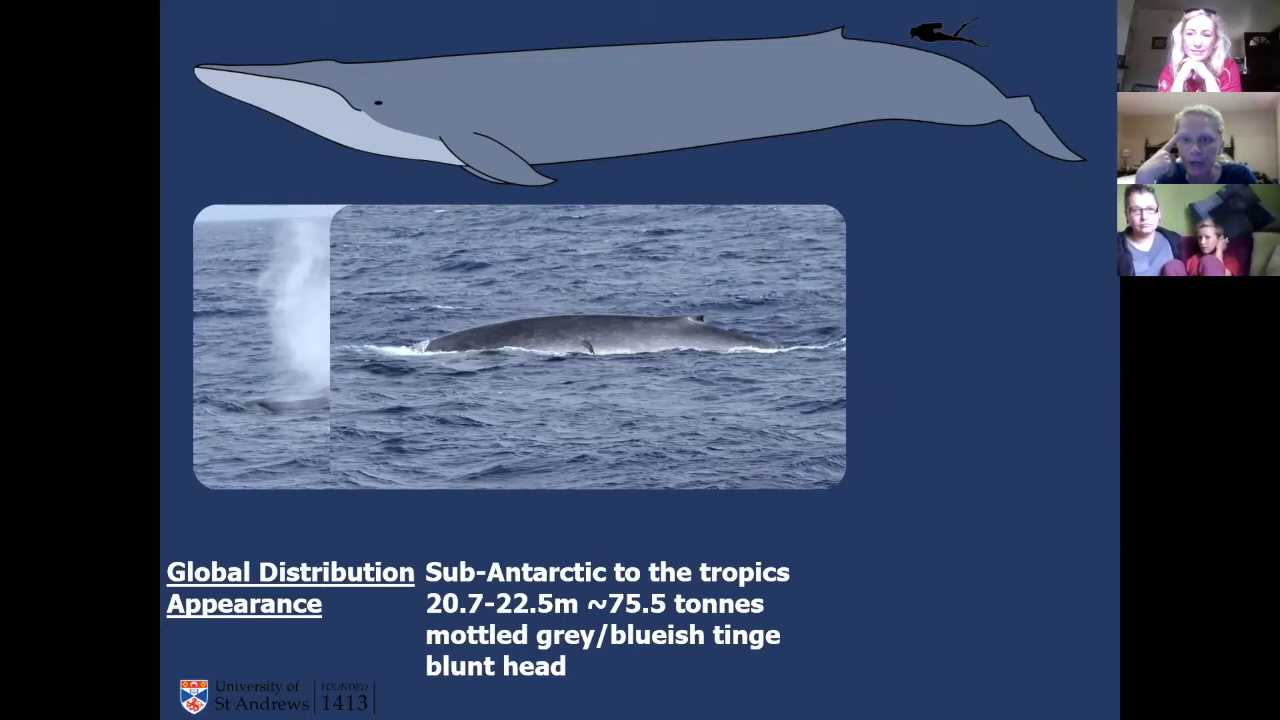 Global Distribution Sub-Antarctic to the tropics
Appearance 20.7-22.5m ~75.5 tonnes
mottled grey/blueish tinge
blunt head
University of St Andrews
FOUNDED 1413